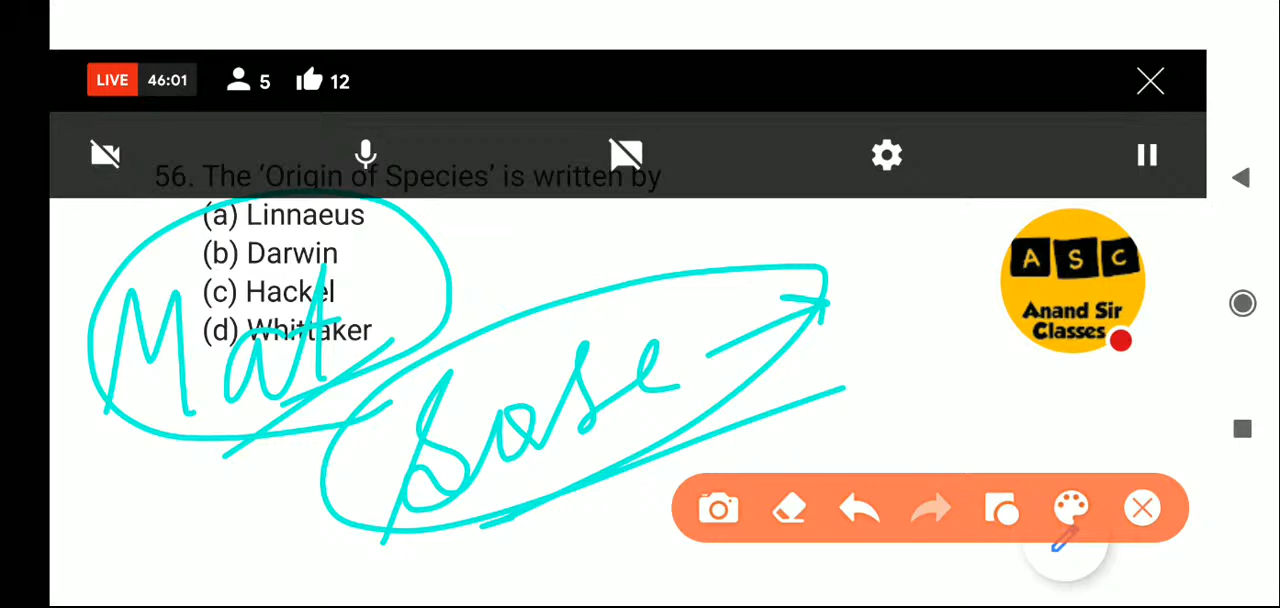 LIVE 46:01 5 12
56. The 'Origin of Species' is written by
(a) Linnaeus
(b) Darwin
(c) Hackel
(d) Whittaker
Mat
A S C
Anand Sir
Classes